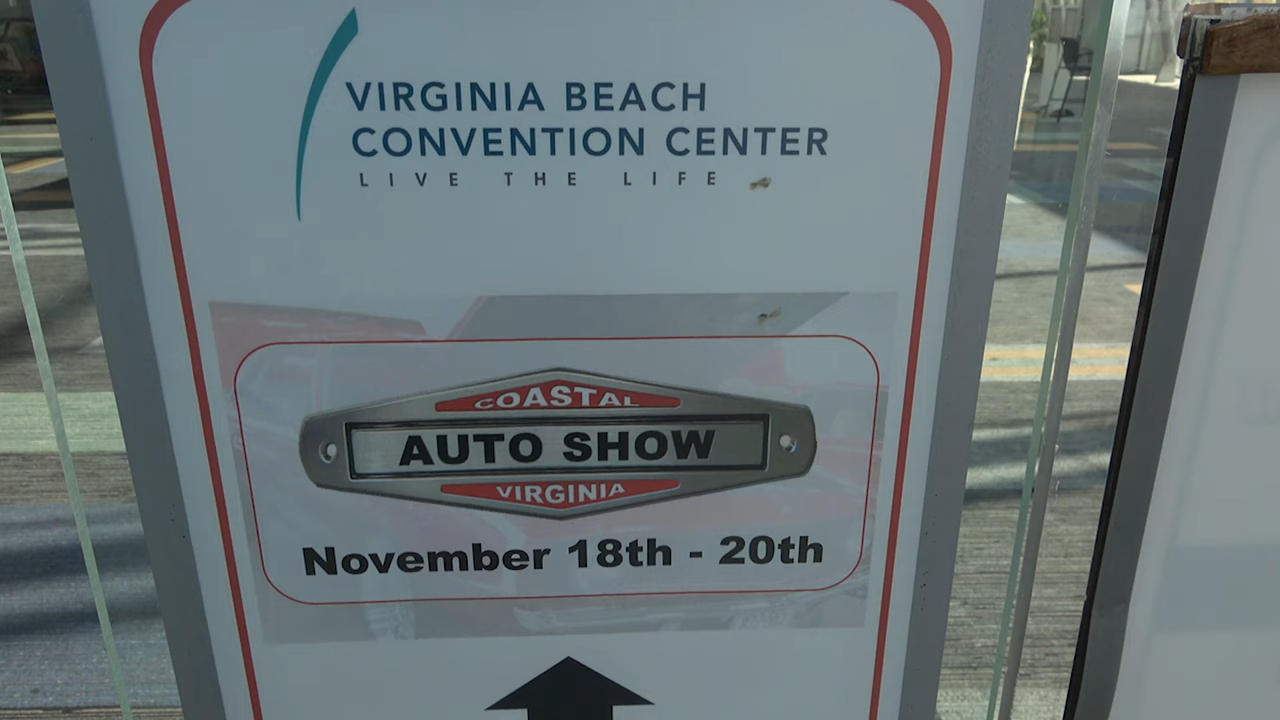 VIRGINIA BEACH
CONVENTION CENTER
LIVE THE LIFE
COASTAL
AUTO SHOW
VIRGINIA
November 18th - 20th